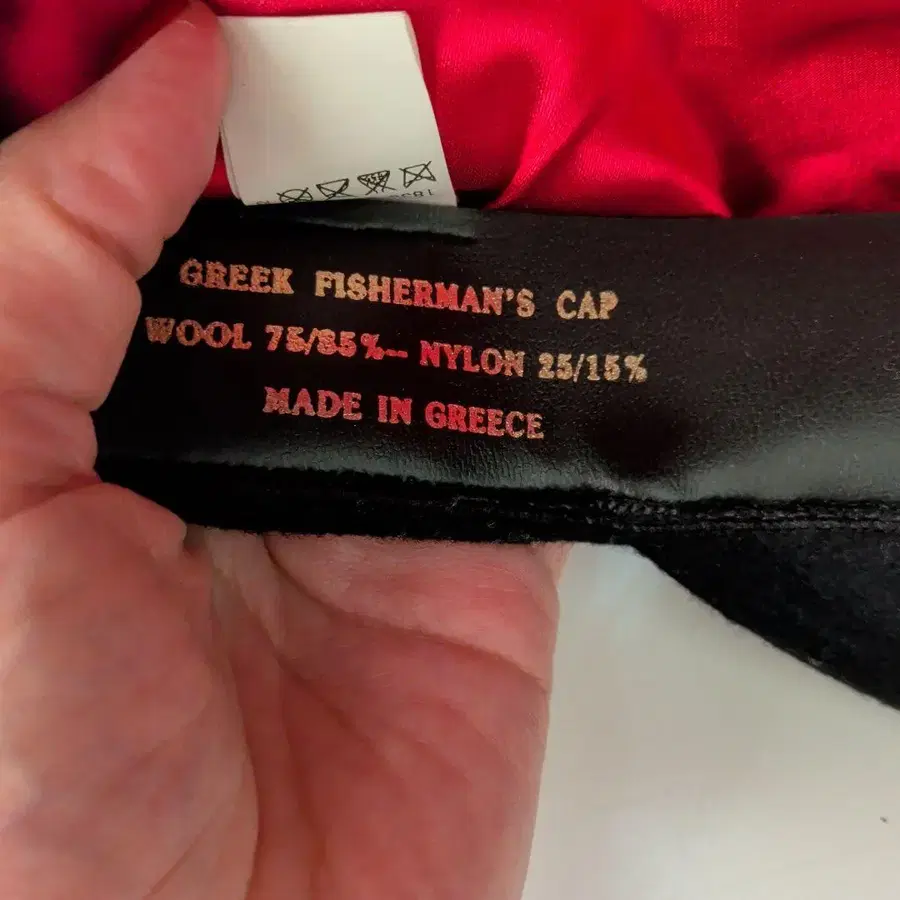 GREEK FISHERMAN'S CAP
WOOL 75/85%-- NYLON 25/15%
MADE IN GREECE